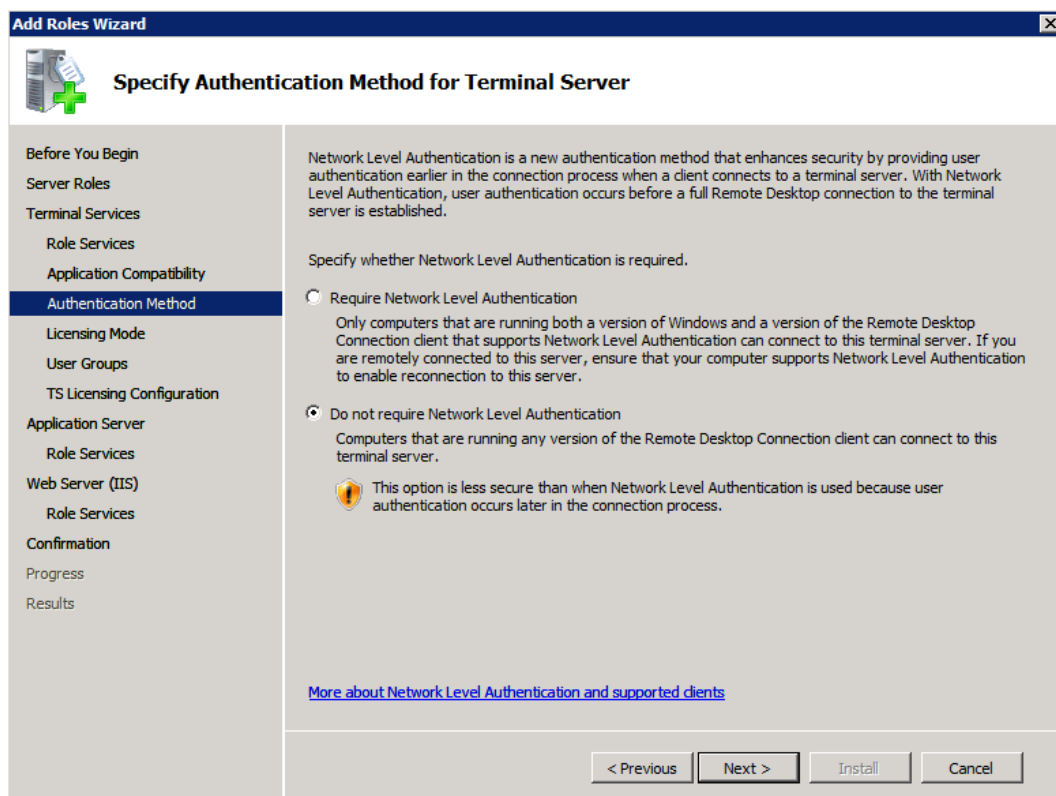 Add Roles Wizard
Specify Authentication Method for Terminal Server
Before You Begin
Server Roles
Terminal Services
Role Services
Application Compatibility
Authentication Method
Licensing Mode
User Groups
TS Licensing Configuration
Application Server
Role Services
Web Server (IIS)
Role Services
Confirmation
Progress
Results
Network Level Authentication is a new authentication method that enhances security by providing user
authentication earlier in the connection process when a client connects to a terminal server. With Network
Level Authentication, user authentication occurs before a full Remote Desktop connection to the terminal
server is established.
Specify whether Network Level Authentication is required.
Require Network Level Authentication
Only computers that are running both a version of Windows and a version of the Remote Desktop
Connection client that supports Network Level Authentication can connect to this terminal server. If you
are remotely connected to this server, ensure that your computer supports Network Level Authentication
to enable reconnection to this server.
Do not require Network Level Authentication
Computers that are running any version of the Remote Desktop Connection client can connect to this
terminal server.
This option is less secure than when Network Level Authentication is used because user
authentication occurs later in the connection process.
More about Network Level Authentication and supported clients
< Previous
Next >
Install
Cancel